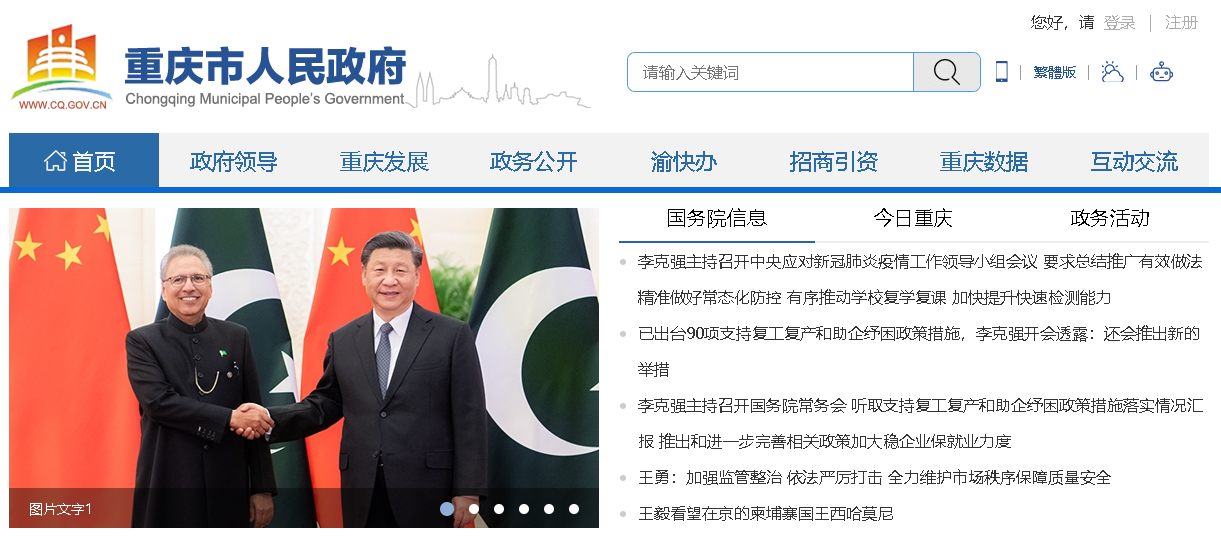 您好，请 登录 | 注册
重庆市人民政府
Chongqing Municipal People's Government
WWW.CQ.GOV.CN
请输入关键词
繁體版
首页 政府领导 重庆发展 政务公开 渝快办 招商引资 重庆数据 互动交流
国务院信息 今日重庆 政务活动
李克强主持召开中央应对新冠肺炎疫情工作领导小组会议 要求总结推广有效做法
精准做好常态化防控 有序推动学校复学复课 加快提升快速检测能力
已出台90项支持复工复产和助企纾困政策措施，李克强开会透露：还会推出新的
举措
李克强主持召开国务院常务会 听取支持复工复产和助企纾困政策措施落实情况汇
报 推出和进一步完善相关政策加大稳企业保就业力度
王勇：加强监管整治 依法严厉打击 全力维护市场秩序保障质量安全
王毅看望在京的柬埔寨国王西哈莫尼
图片文字1